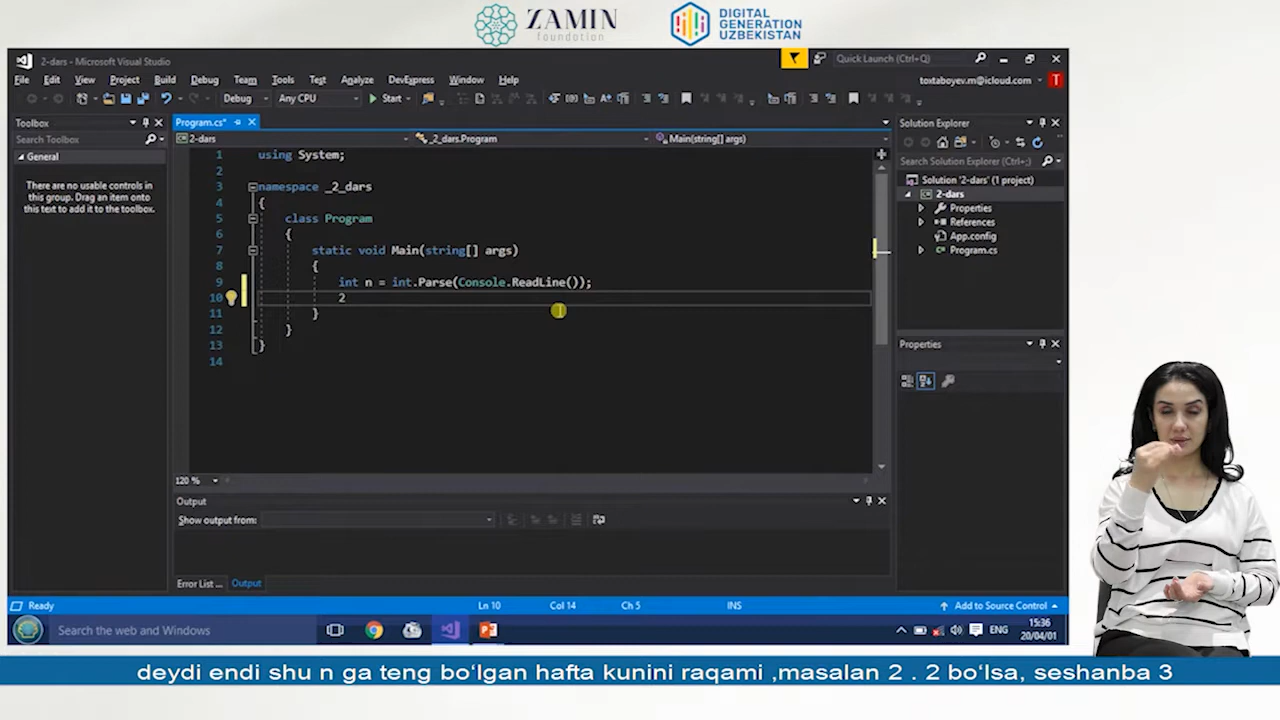 ZAMIN
foundation
DIGITAL
GENERATION
UZBEKISTAN
2-dars - Microsoft Visual Studio
Quick Launch (Ctrl+Q)
File Edit View Project Build Debug Team Tools Test Analyze DevExpress Window Help
toxtaboyev.m@icloud.com T
Debug Any CPU Start
Toolbox
Search Toolbox
General
There are no usable controls in
this group. Drag an item onto
this text to add it to the toolbox.
Program.cs*
2-dars _2_dars.Program Main(string[] args)
1 using System;
2
3 namespace _2_dars
4 {
5 class Program
6 {
7 static void Main(string[] args)
8 {
9 int n = int.Parse(Console.ReadLine());
10 2
11 }
12 }
13 }
14
120 %
Output
Show output from:
Error List ... Output
Solution Explorer
Search Solution Explorer (Ctrl+;)
Solution '2-dars' (1 project)
2-dars
Properties
References
App.config
Program.cs
Properties
Ready Ln 10 Col 14 Ch 5 INS Add to Source Control
Search the web and Windows
ENG
15:36
20/04/01
deydi endi shu n ga teng bo‘lgan hafta kunini raqami ,masalan 2 . 2 bo‘lsa, seshanba 3